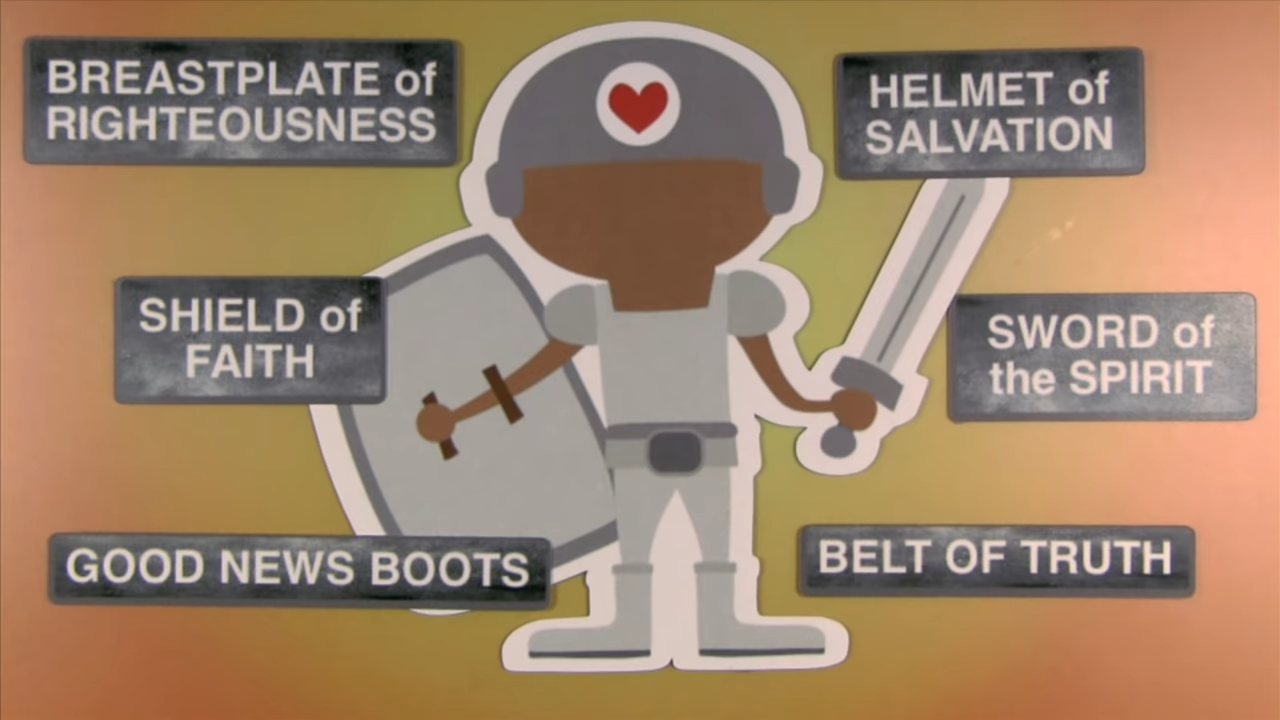 BREASTPLATE of
RIGHTEOUSNESS
HELMET of
SALVATION
SHIELD of
FAITH
SWORD of
the SPIRIT
GOOD NEWS BOOTS
BELT OF TRUTH